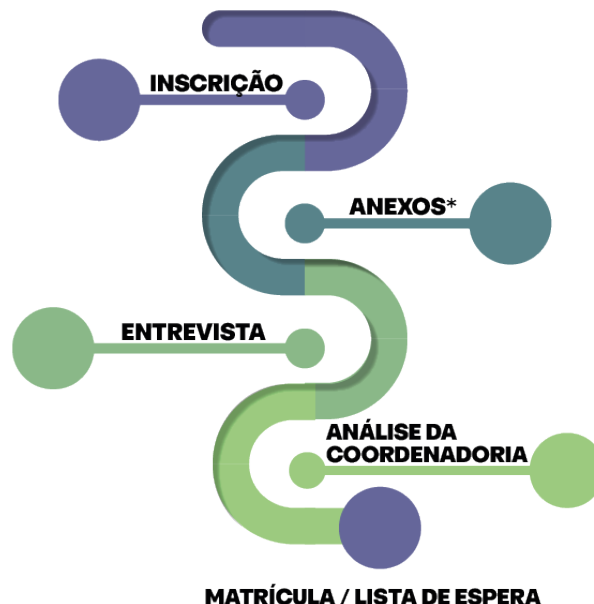 INSCRIÇÃO
ANEXOS*
ENTREVISTA
ANÁLISE DA
COORDENADORIA
MATRÍCULA / LISTA DE ESPERA